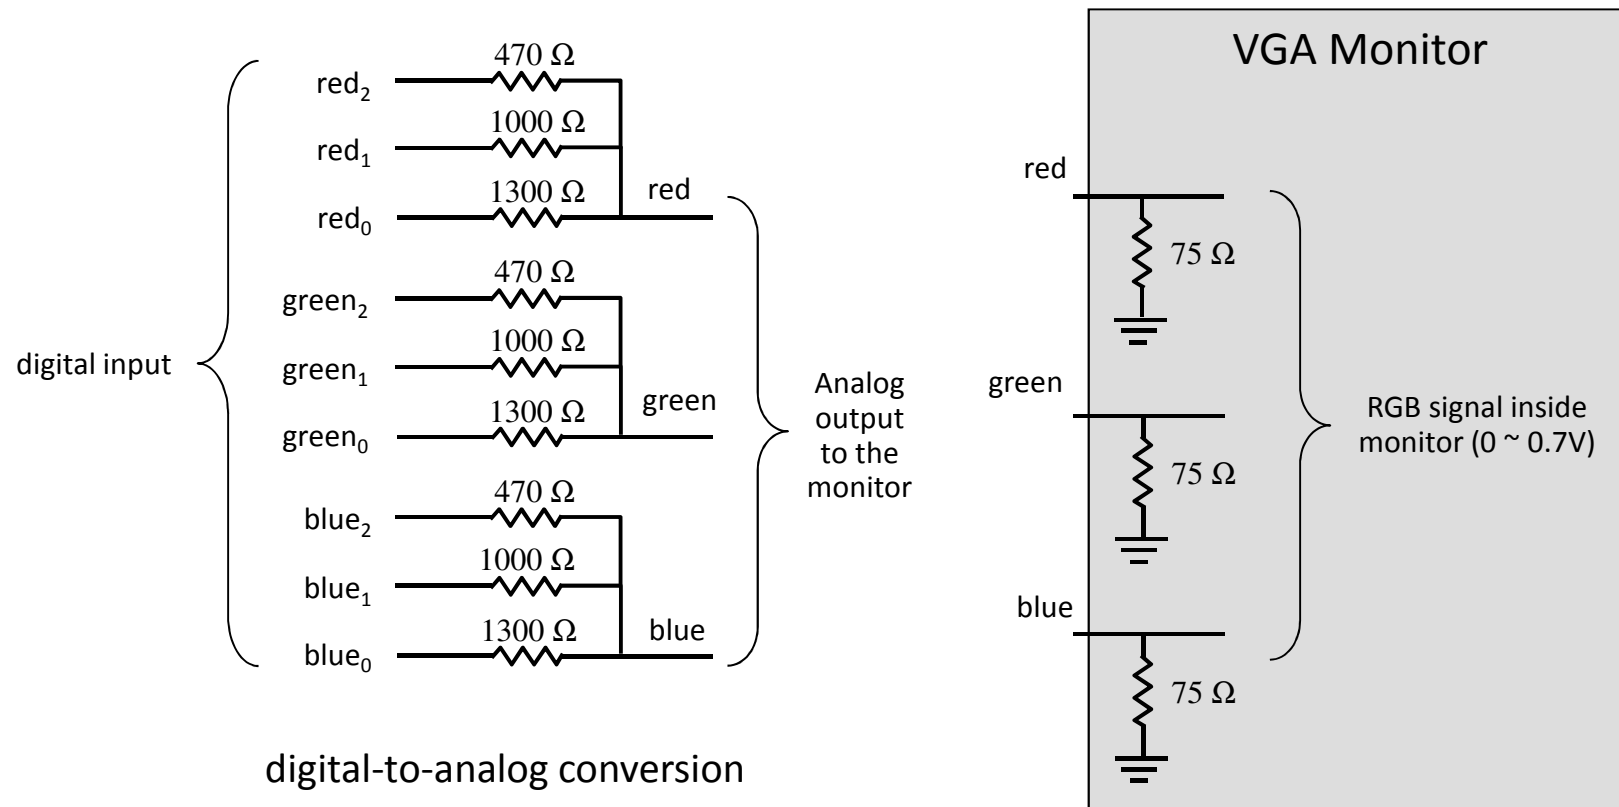 470 Ω
red₂
1000 Ω
red₁
1300 Ω
red₀
red
470 Ω
green₂
1000 Ω
green₁
1300 Ω
green₀
green
470 Ω
blue₂
1000 Ω
blue₁
1300 Ω
blue₀
blue
digital input
Analog
output
to the
monitor
digital-to-analog conversion
VGA Monitor
red
75 Ω
green
75 Ω
blue
75 Ω
RGB signal inside
monitor (0 ~ 0.7V)